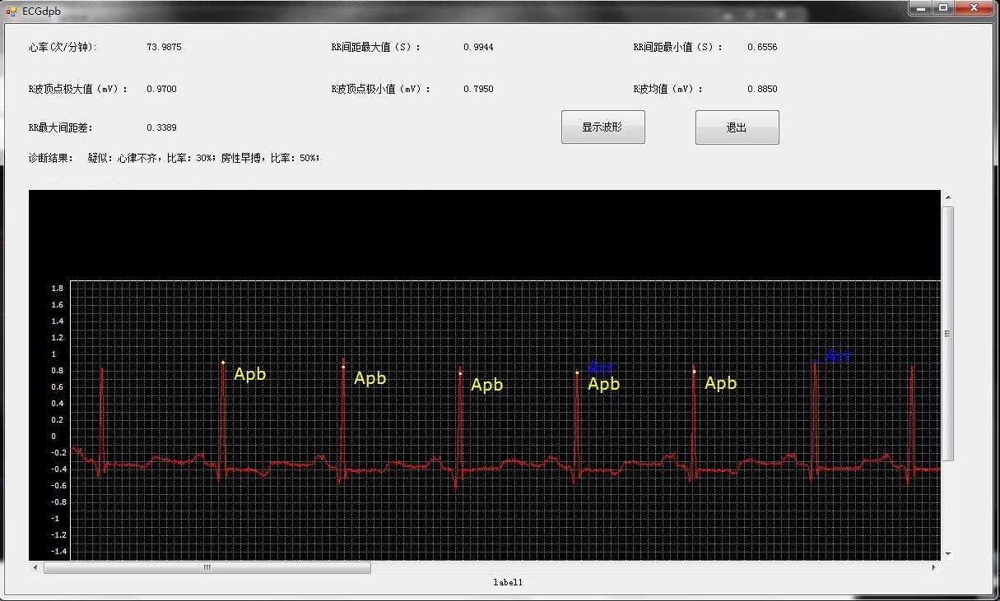 ECGdpb
心率(次/分钟): 73.9875 RR间距最大值（S）: 0.9944 RR间距最小值（S）: 0.6556
R波顶点极大值（mV）: 0.9700 R波顶点极小值（mV）: 0.7950 R波均值（mV）: 0.8850
RR最大间距差: 0.3389 显示波形 退出
诊断结果: 疑似: 心律不齐, 比率: 30%; 房性早搏, 比率: 50%;
1.8
1.6
1.4
1.2
1
0.8
0.6
0.4
0.2
0
-0.2
-0.4
-0.6
-0.8
-1
-1.2
-1.4
Apb
Apb
Apb
Arr
Apb
Apb
Arr
label1